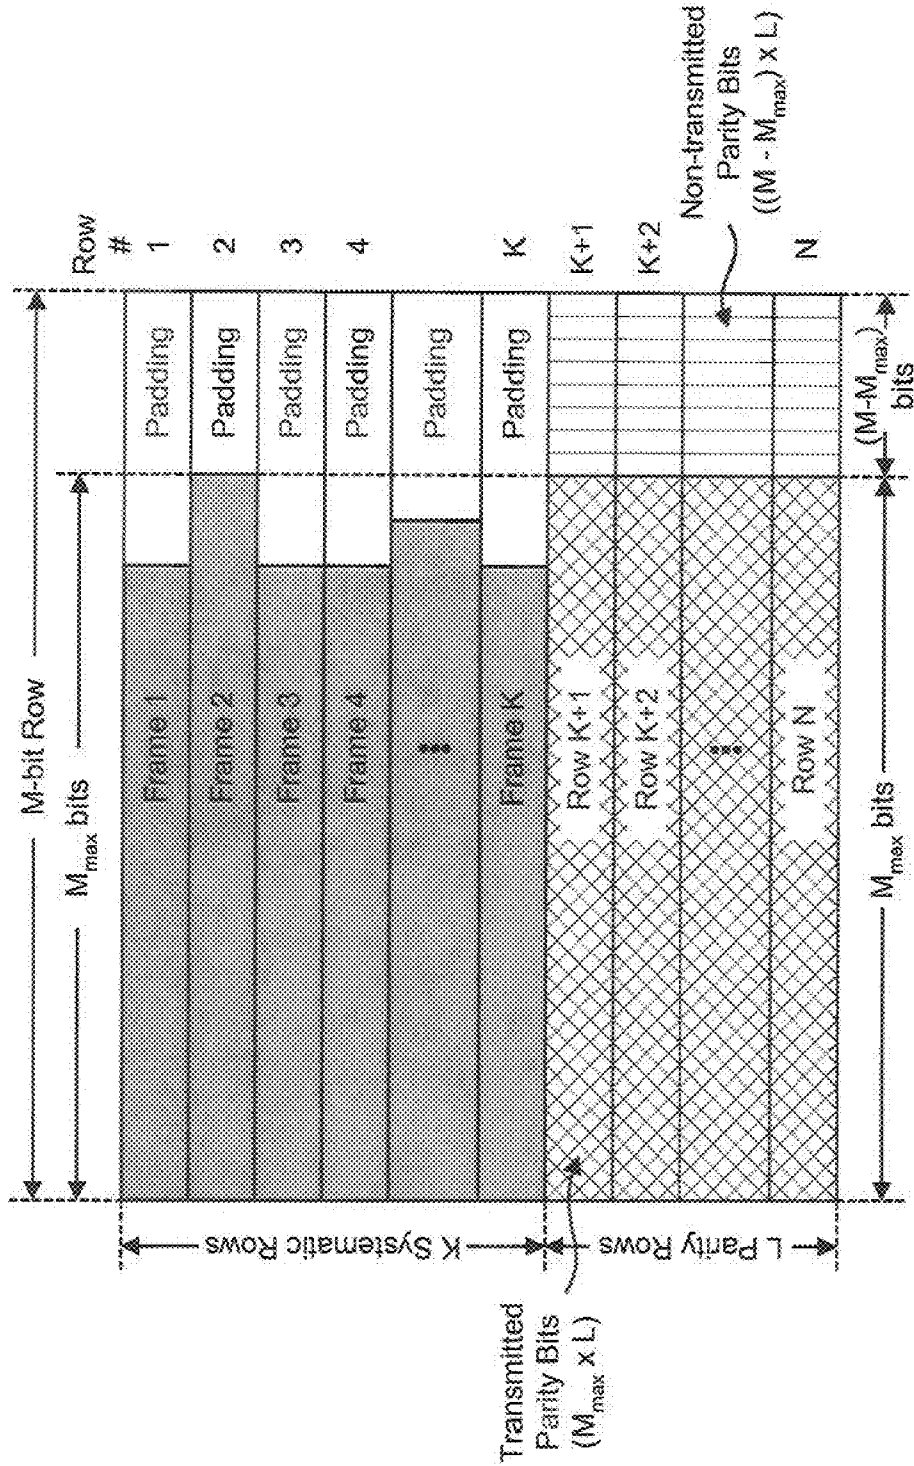 M-bit Row
M_max bits
Row
#
Frame 1
Padding
1
Frame 2
Padding
2
Frame 3
Padding
3
Frame 4
Padding
4
⋮
Padding
Frame K
Padding
K
Row K+1
K+1
Row K+2
K+2
⋮
Row N
N
K Systematic Rows
L Parity Rows
M_max bits
(M-M_max)
bits
Transmitted
Parity Bits
(M_max x L)
Non-transmitted
Parity Bits
((M - M_max) x L)